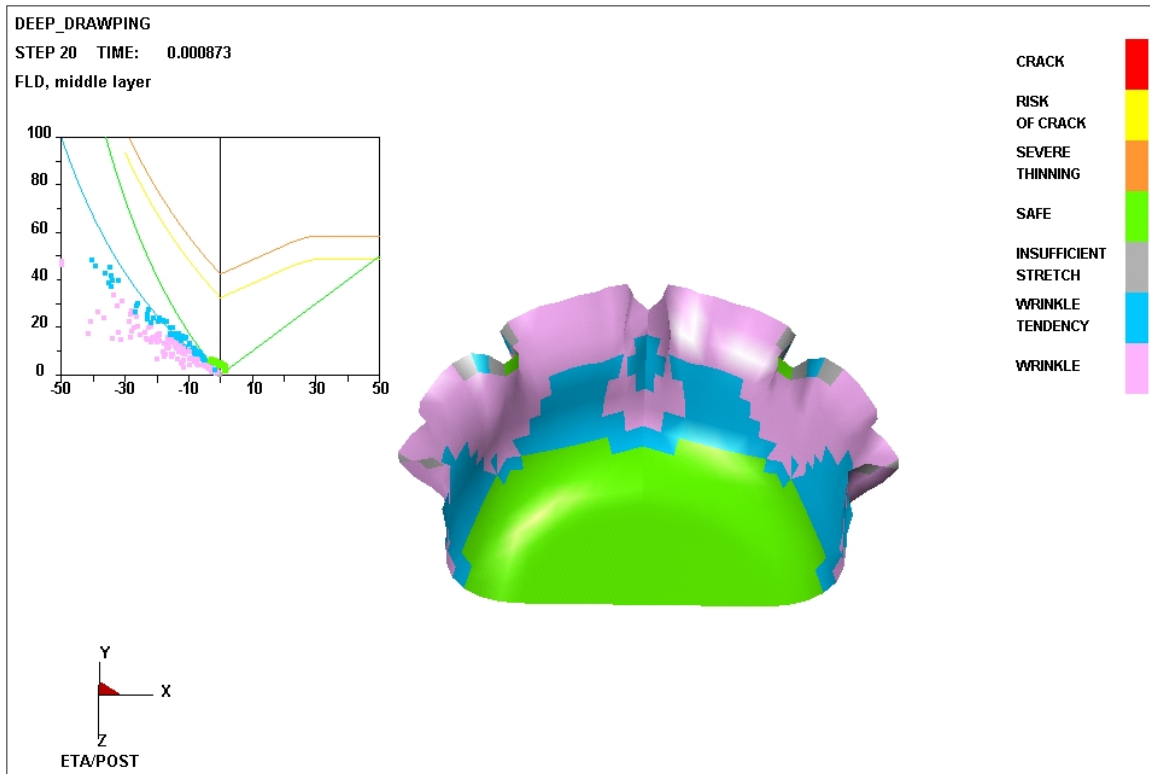 DEEP_DRAWPING
STEP 20 TIME: 0.000873
FLD, middle layer
100
80
60
40
20
0
-50 -30 -10 10 30 50
CRACK
RISK
OF CRACK
SEVERE
THINNING
SAFE
INSUFFICIENT
STRETCH
WRINKLE
TENDENCY
WRINKLE
Y
X
Z
ETA/POST